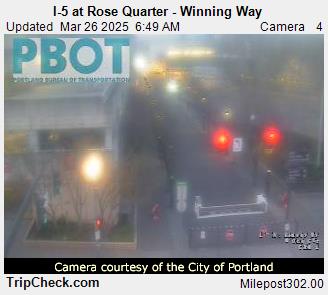 I-5 at Rose Quarter - Winning Way
Updated Mar 26 2025 6:49 AM Camera 4
PBOT
PORTLAND BUREAU OF TRANSPORTATION
Camera courtesy of the City of Portland
TripCheck.com Milepost302.00